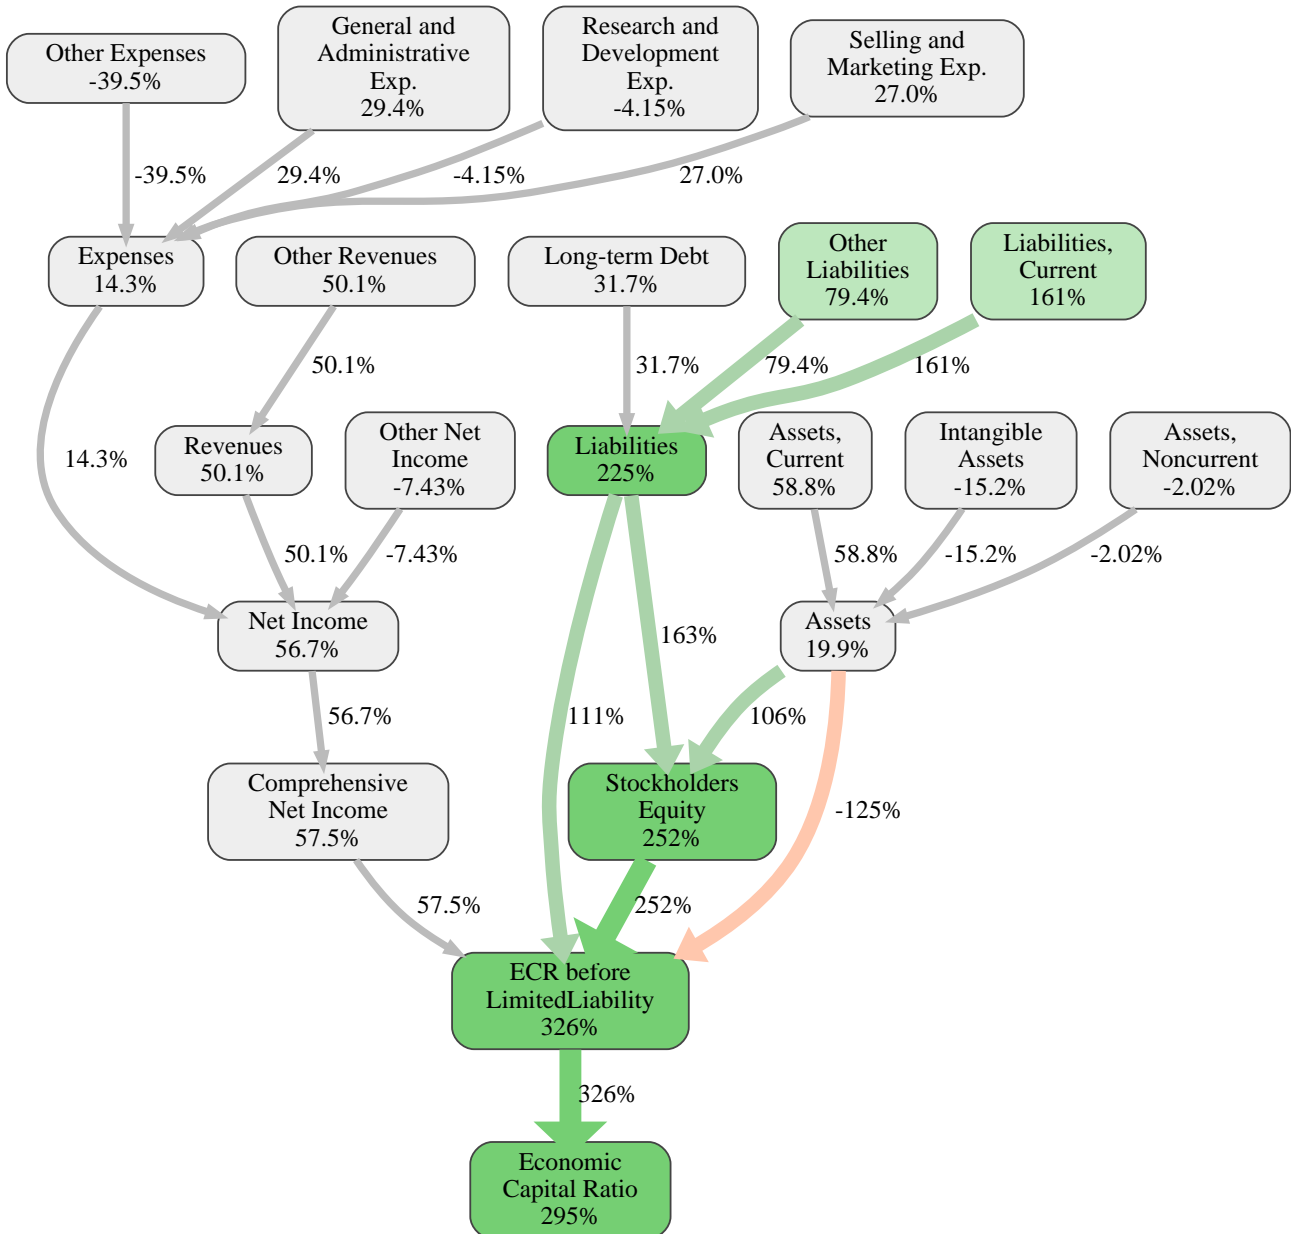 Other Expenses
-39.5%
General and
Administrative
Exp.
29.4%
Research and
Development
Exp.
-4.15%
Selling and
Marketing Exp.
27.0%
-39.5%
29.4%
-4.15%
27.0%
Expenses
14.3%
Other Revenues
50.1%
Long-term Debt
31.7%
Other
Liabilities
79.4%
Liabilities,
Current
161%
50.1%
31.7%
79.4%
161%
14.3%
Revenues
50.1%
Other Net
Income
-7.43%
Liabilities
225%
Assets,
Current
58.8%
Intangible
Assets
-15.2%
Assets,
Noncurrent
-2.02%
50.1%
-7.43%
58.8%
-15.2%
-2.02%
Net Income
56.7%
163%
Assets
19.9%
56.7%
111%
106%
Comprehensive
Net Income
57.5%
Stockholders
Equity
252%
-125%
57.5%
252%
ECR before
LimitedLiability
326%
326%
Economic
Capital Ratio
295%